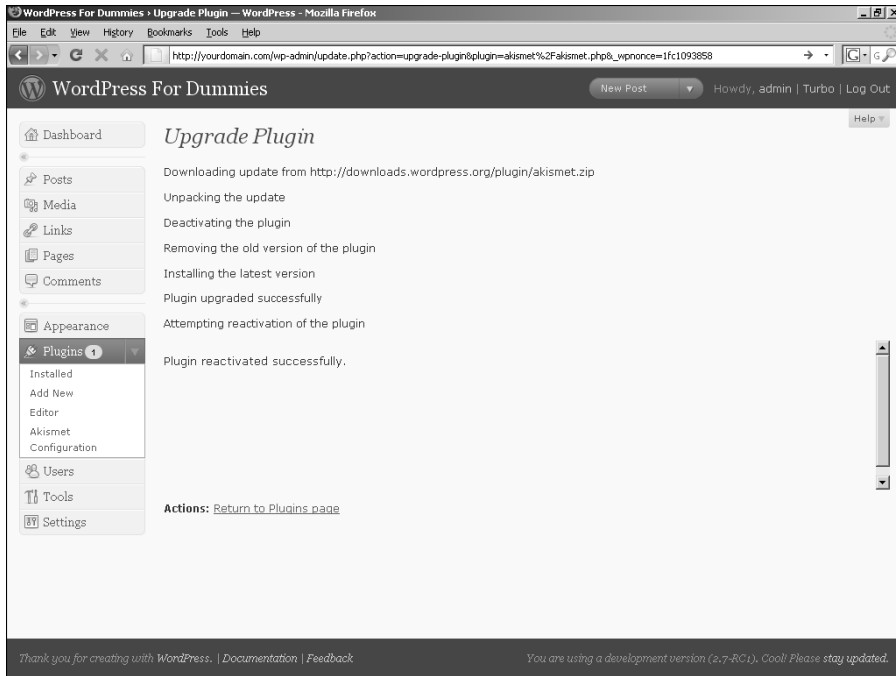 WordPress For Dummies › Upgrade Plugin — WordPress - Mozilla Firefox
File Edit View History Bookmarks Tools Help
http://yourdomain.com/wp-admin/update.php?action=upgrade-plugin&plugin=akismet%2Fakismet.php&_wpnonce=1fc1093858
G
WordPress For Dummies
New Post
Howdy, admin | Turbo | Log Out
Help
Dashboard
Posts
Media
Links
Pages
Comments
Appearance
Plugins 1
Installed
Add New
Editor
Akismet
Configuration
Users
Tools
Settings
Upgrade Plugin
Downloading update from http://downloads.wordpress.org/plugin/akismet.zip
Unpacking the update
Deactivating the plugin
Removing the old version of the plugin
Installing the latest version
Plugin upgraded successfully
Attempting reactivation of the plugin
Plugin reactivated successfully.
Actions: Return to Plugins page
Thank you for creating with WordPress. | Documentation | Feedback
You are using a development version (2.7-RC1). Cool! Please stay updated.